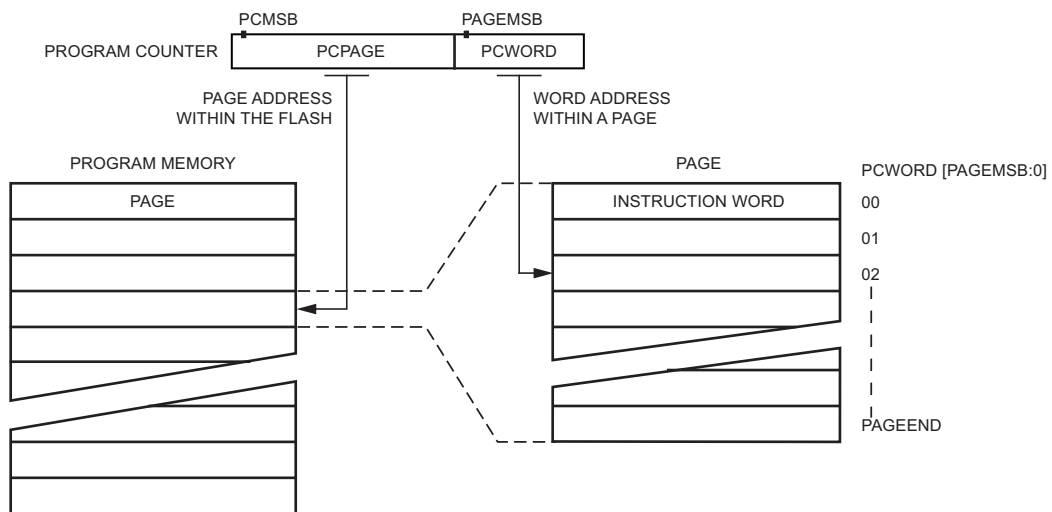 PCMSB PAGEMSB
PROGRAM COUNTER PCPAGE PCWORD
PAGE ADDRESS
WITHIN THE FLASH
WORD ADDRESS
WITHIN A PAGE
PROGRAM MEMORY
PAGE
PAGE
INSTRUCTION WORD
PCWORD [PAGEMSB:0]
00
01
02
PAGEEND